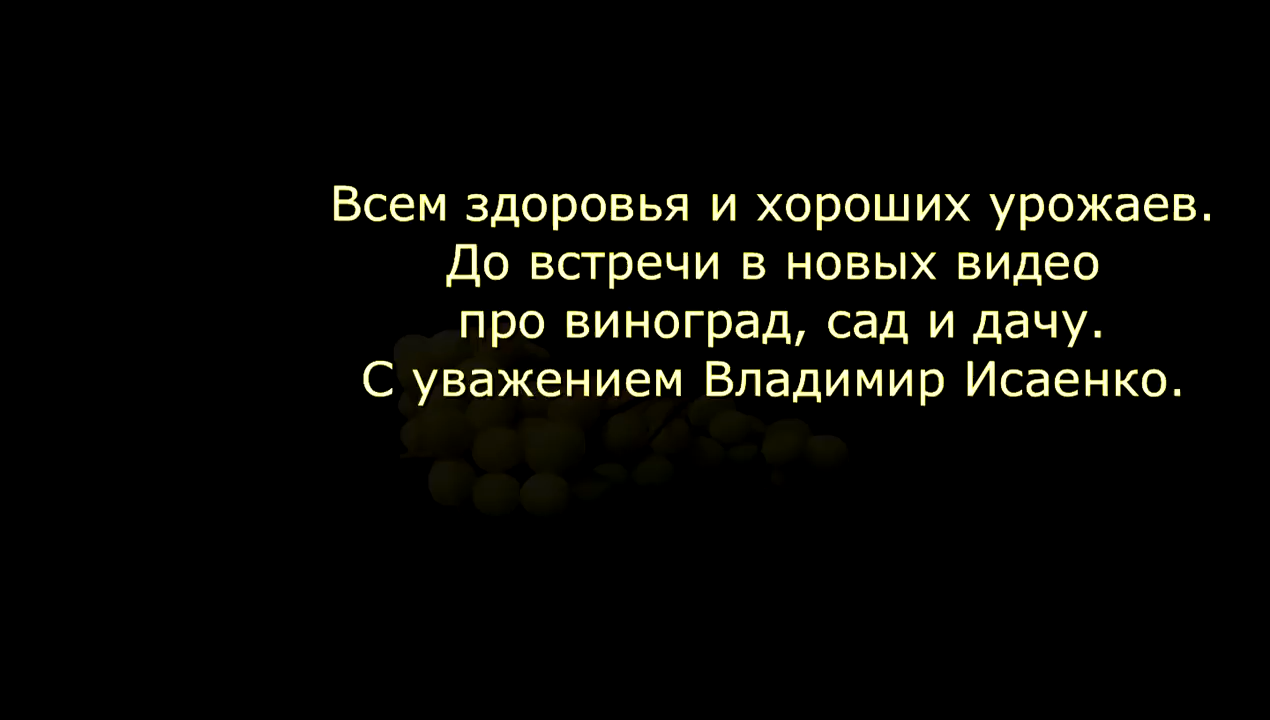 Всем здоровья и хороших урожаев.
До встречи в новых видео
про виноград, сад и дачу.
С уважением Владимир Исаенко.